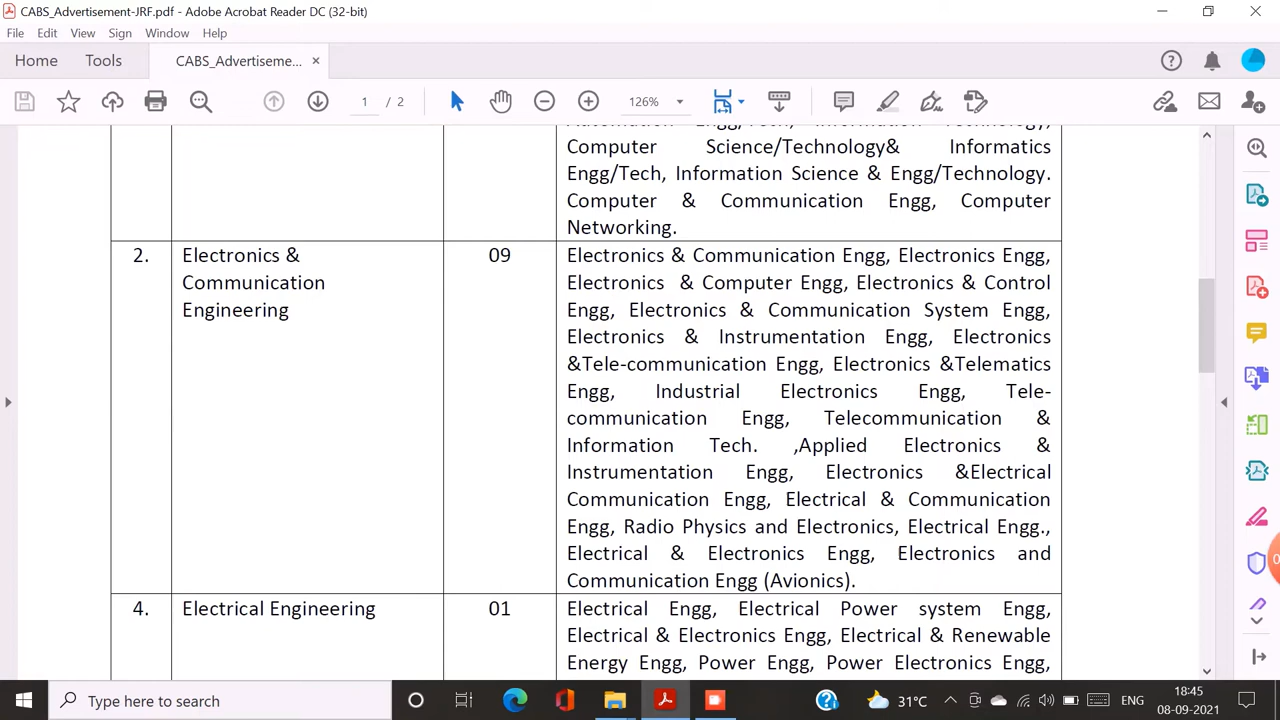 CABS_Advertisement-JRF.pdf - Adobe Acrobat Reader DC (32-bit)
File Edit View Sign Window Help
Home Tools CABS_Advertiseme... ×
1 / 2 126%
Computer Science/Technology& Informatics
Engg/Tech, Information Science & Engg/Technology.
Computer & Communication Engg, Computer
Networking.
2. Electronics & 09 Electronics & Communication Engg, Electronics Engg,
Communication Electronics & Computer Engg, Electronics & Control
Engineering Engg, Electronics & Communication System Engg,
Electronics & Instrumentation Engg, Electronics
&Tele-communication Engg, Electronics &Telematics
Engg, Industrial Electronics Engg, Tele-
communication Engg, Telecommunication &
Information Tech. ,Applied Electronics &
Instrumentation Engg, Electronics &Electrical
Communication Engg, Electrical & Communication
Engg, Radio Physics and Electronics, Electrical Engg.,
Electrical & Electronics Engg, Electronics and
Communication Engg (Avionics).
4. Electrical Engineering 01 Electrical Engg, Electrical Power system Engg,
Electrical & Electronics Engg, Electrical & Renewable
Energy Engg, Power Engg, Power Electronics Engg,
Type here to search 31°C ENG 18:45
08-09-2021